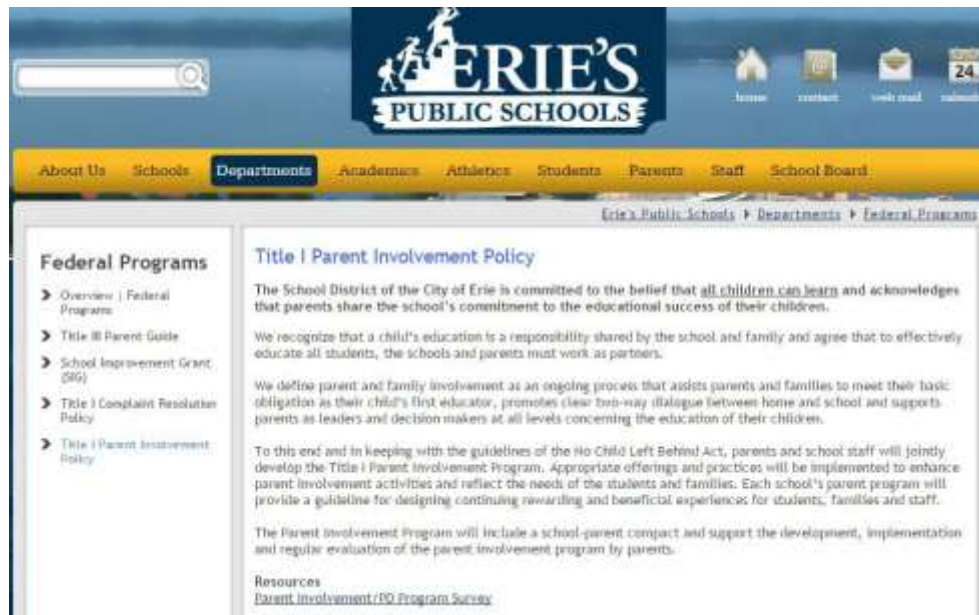 ERIE'S
PUBLIC SCHOOLS
home contact web mail
24
About Us Schools Departments Academics Athletics Students Parents Staff School Board
Erie's Public Schools Departments Federal Programs
Federal Programs
Overview | Federal
Programs
Title III Parent Guide
School Improvement Grant
(SIG)
Title I Complaint Resolution
Policy
Title I Parent Involvement
Policy
Title I Parent Involvement Policy
The School District of the City of Erie is committed to the belief that all children can learn and acknowledges
that parents share the school's commitment to the educational success of their children.
We recognize that a child's education is a responsibility shared by the school and family and agree that to effectively
educate all students, the schools and parents must work as partners.
We define parent and family involvement as an ongoing process that assists parents and families to meet their basic
obligation as their child's first educator, promotes clear two-way dialogue between home and school and supports
parents as leaders and decision makers at all levels concerning the education of their children.
To this end and in keeping with the guidelines of the No Child Left Behind Act, parents and school staff will jointly
develop the Title I Parent Involvement Program. Appropriate offerings and practices will be implemented to enhance
parent involvement activities and reflect the needs of the students and families. Each school's parent program will
provide a guideline for designing continuing rewarding and beneficial experiences for students, families and staff.
The Parent Involvement Program will include a school-parent compact and support the development, implementation
and regular evaluation of the parent involvement program by parents.
Resources
Parent Involvement/PD Program Survey